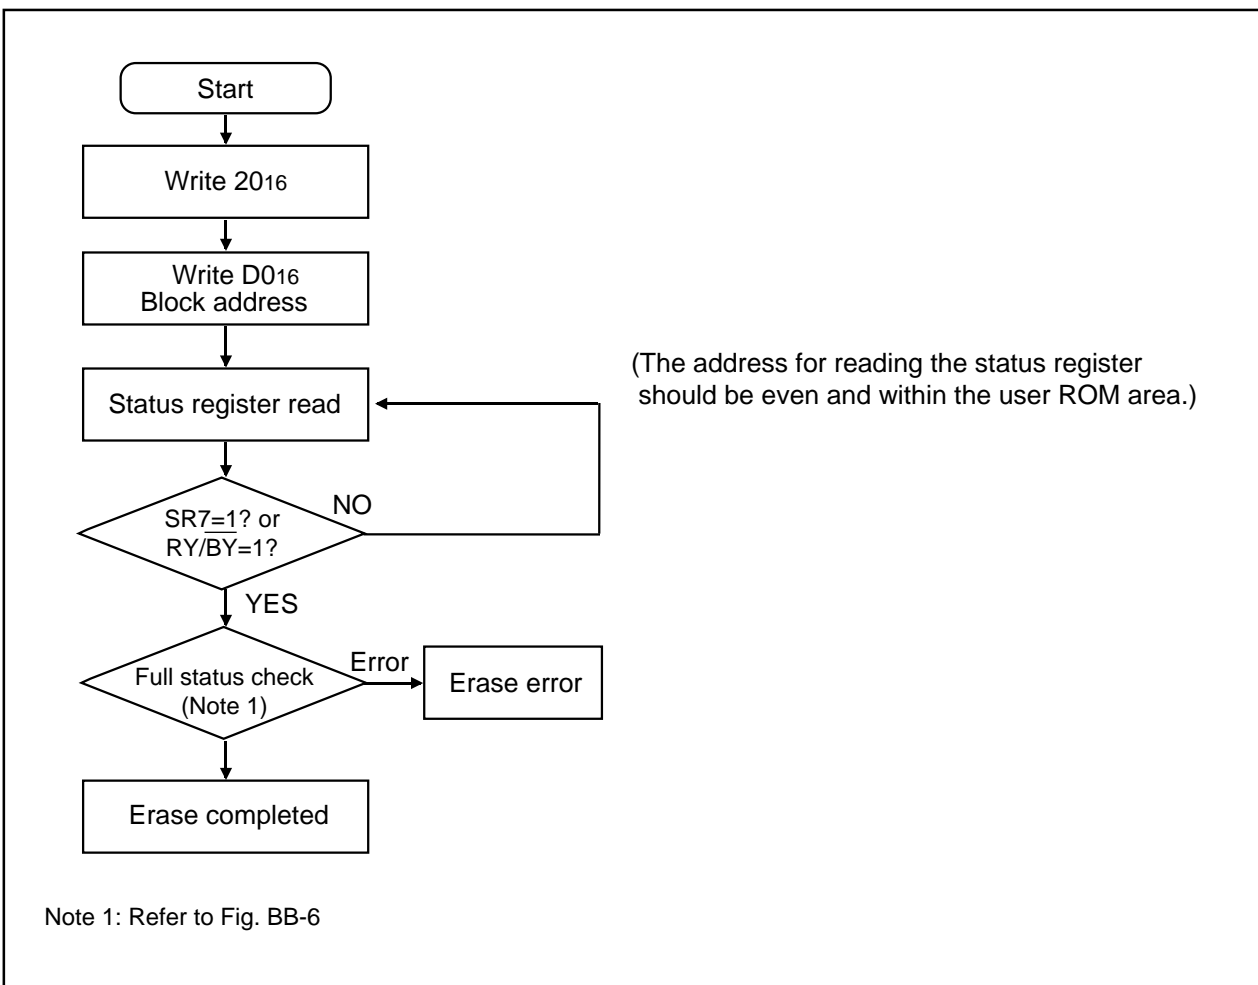 Start
Write 2016
Write D016
Block address
Status register read
(The address for reading the status register
should be even and within the user ROM area.)
NO
SR7=1? or
RY/B̅Y̅=1?
YES
Full status check
(Note 1)
Error
Erase error
Erase completed
Note 1: Refer to Fig. BB-6